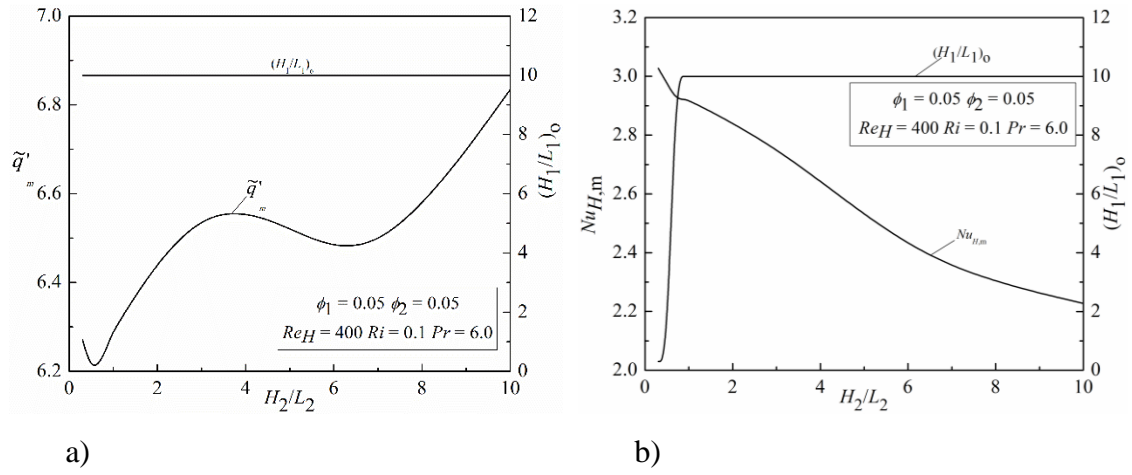 7.0
6.8
6.6
6.4
6.2
q̃'m
0 2 4 6 8 10
H2/L2
12
10
8
6
4
2
0
(H1/L1)o
(H1/L1)o
q̃'m
ϕ1 = 0.05 ϕ2 = 0.05
ReH = 400 Ri = 0.1 Pr = 6.0
a)
3.2
3.0
2.8
2.6
2.4
2.2
2.0
NuH,m
0 2 4 6 8 10
H2/L2
12
10
8
6
4
2
0
(H1/L1)o
(H1/L1)o
ϕ1 = 0.05 ϕ2 = 0.05
ReH = 400 Ri = 0.1 Pr = 6.0
NuH,m
b)